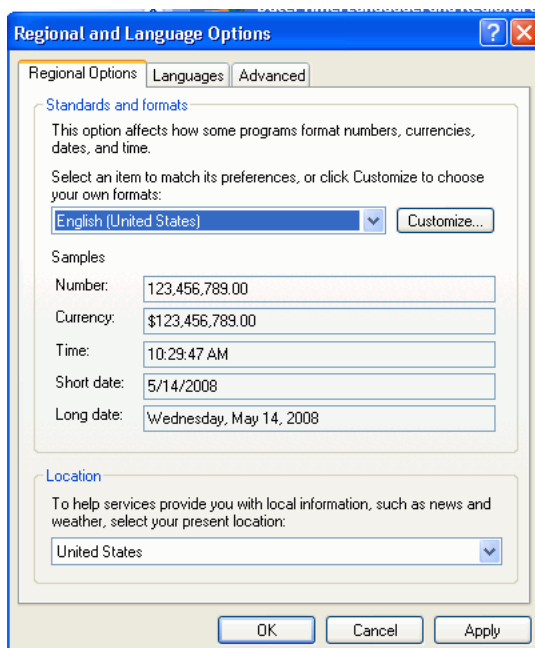 Regional and Language Options
Regional Options Languages Advanced
Standards and formats
This option affects how some programs format numbers, currencies,
dates, and time.
Select an item to match its preferences, or click Customize to choose
your own formats:
English (United States) Customize...
Samples
Number: 123,456,789.00
Currency: $123,456,789.00
Time: 10:29:47 AM
Short date: 5/14/2008
Long date: Wednesday, May 14, 2008
Location
To help services provide you with local information, such as news and
weather, select your present location:
United States
OK Cancel Apply